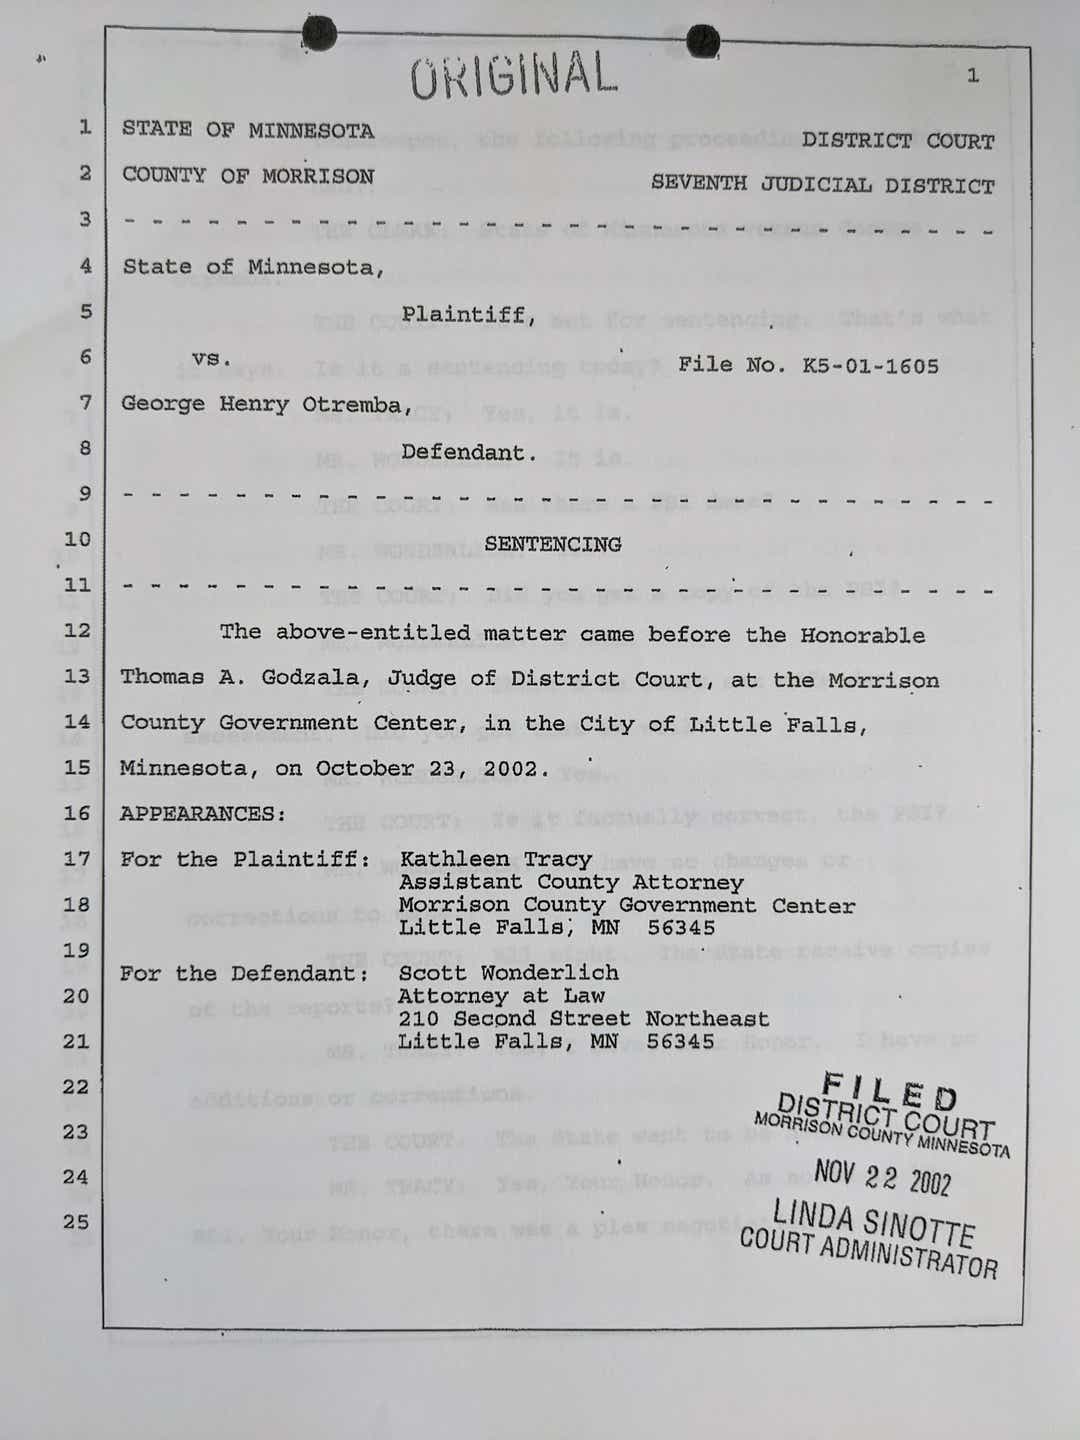 ORIGINAL
1
1 STATE OF MINNESOTA DISTRICT COURT
2 COUNTY OF MORRISON SEVENTH JUDICIAL DISTRICT
3 - - - - - - - - - - - - - - - - - - - - - - - - - - - - - - - -
4 State of Minnesota,
5 Plaintiff,
6 vs. File No. K5-01-1605
7 George Henry Otremba,
8 Defendant.
9 - - - - - - - - - - - - - - - - - - - - - - - - - - - - - - - -
10 SENTENCING
11 - - - - - - - - - - - - - - - - - - - - - - - - - - - - - - - -
12 The above-entitled matter came before the Honorable
13 Thomas A. Godzala, Judge of District Court, at the Morrison
14 County Government Center, in the City of Little Falls,
15 Minnesota, on October 23, 2002.
16 APPEARANCES:
17 For the Plaintiff: Kathleen Tracy
Assistant County Attorney
18 Morrison County Government Center
Little Falls, MN 56345
19
For the Defendant: Scott Wonderlich
20 Attorney at Law
210 Second Street Northeast
21 Little Falls, MN 56345
22
23
24
25
FILED
DISTRICT COURT
MORRISON COUNTY MINNESOTA
NOV 22 2002
LINDA SINOTTE
COURT ADMINISTRATOR